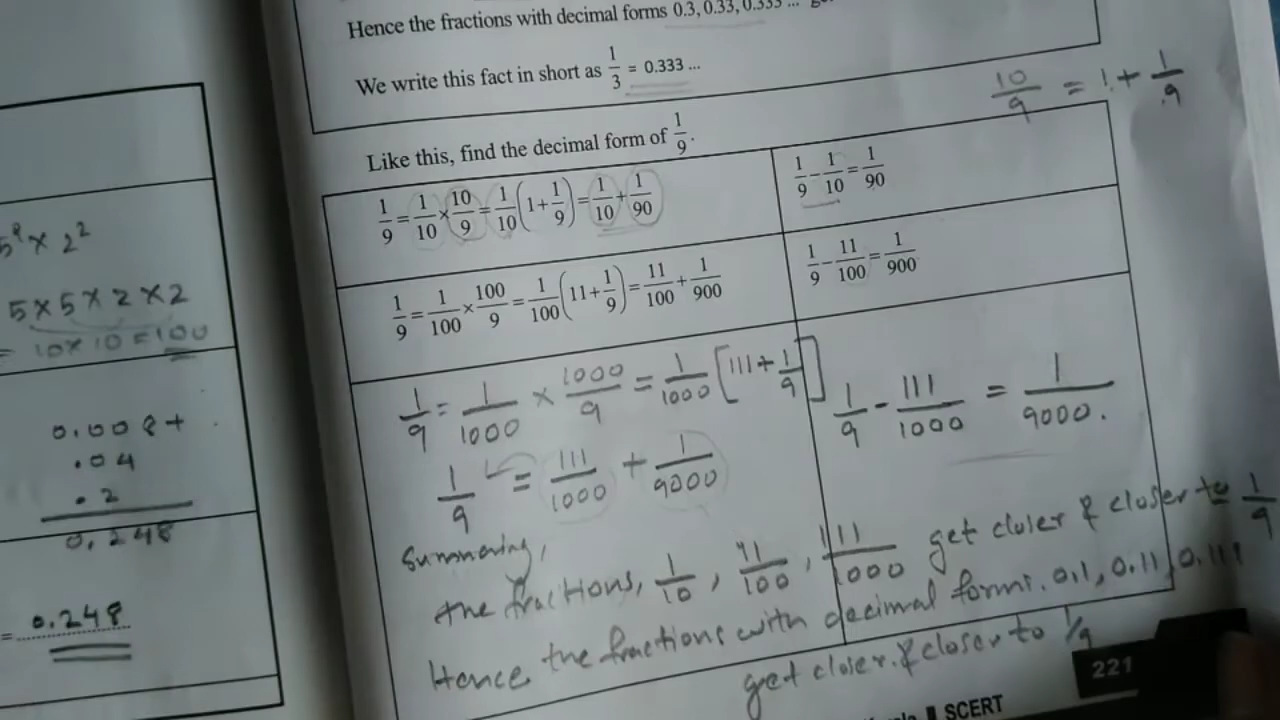 Hence the fractions with decimal forms 0.3, 0.33, 0.333 ...
We write this fact in short as 1/3 = 0.333 ...
10/9 = 1 + 1/9
Like this, find the decimal form of 1/9.
1/9 = 1/10 × 10/9 = 1/10 (1 + 1/9) = 1/10 + 1/90
1/9 - 1/10 = 1/90
1/9 = 1/100 × 100/9 = 1/100 (11 + 1/9) = 11/100 + 1/900
1/9 - 11/100 = 1/900
1/9 = 1/1000 × 1000/9 = 1/1000 [111 + 1/9]
1/9 - 111/1000 = 1/9000.
1/9 = 111/1000 + 1/9000
the fractions, 1/10, 11/100, 111/1000 get closer & closer to 1/9
Hence the fractions with decimal forms. 0.1, 0.11, 0.111
get closer & closer to 1/9
221
SCERT
× 2²
5 × 5 × 2 × 2
= 10 × 10 = 100
0.008 +
.04
.2
0.248
= 0.248